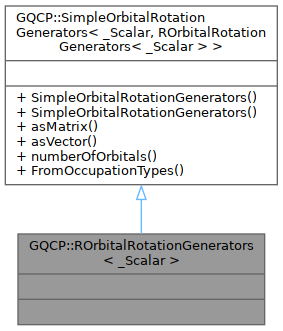 GQCP::SimpleOrbitalRotation
Generators< _Scalar, ROrbitalRotation
Generators< _Scalar > >
+ SimpleOrbitalRotationGenerators()
+ SimpleOrbitalRotationGenerators()
+ asMatrix()
+ asVector()
+ numberOfOrbitals()
+ FromOccupationTypes()
GQCP::ROrbitalRotationGenerators
< _Scalar >